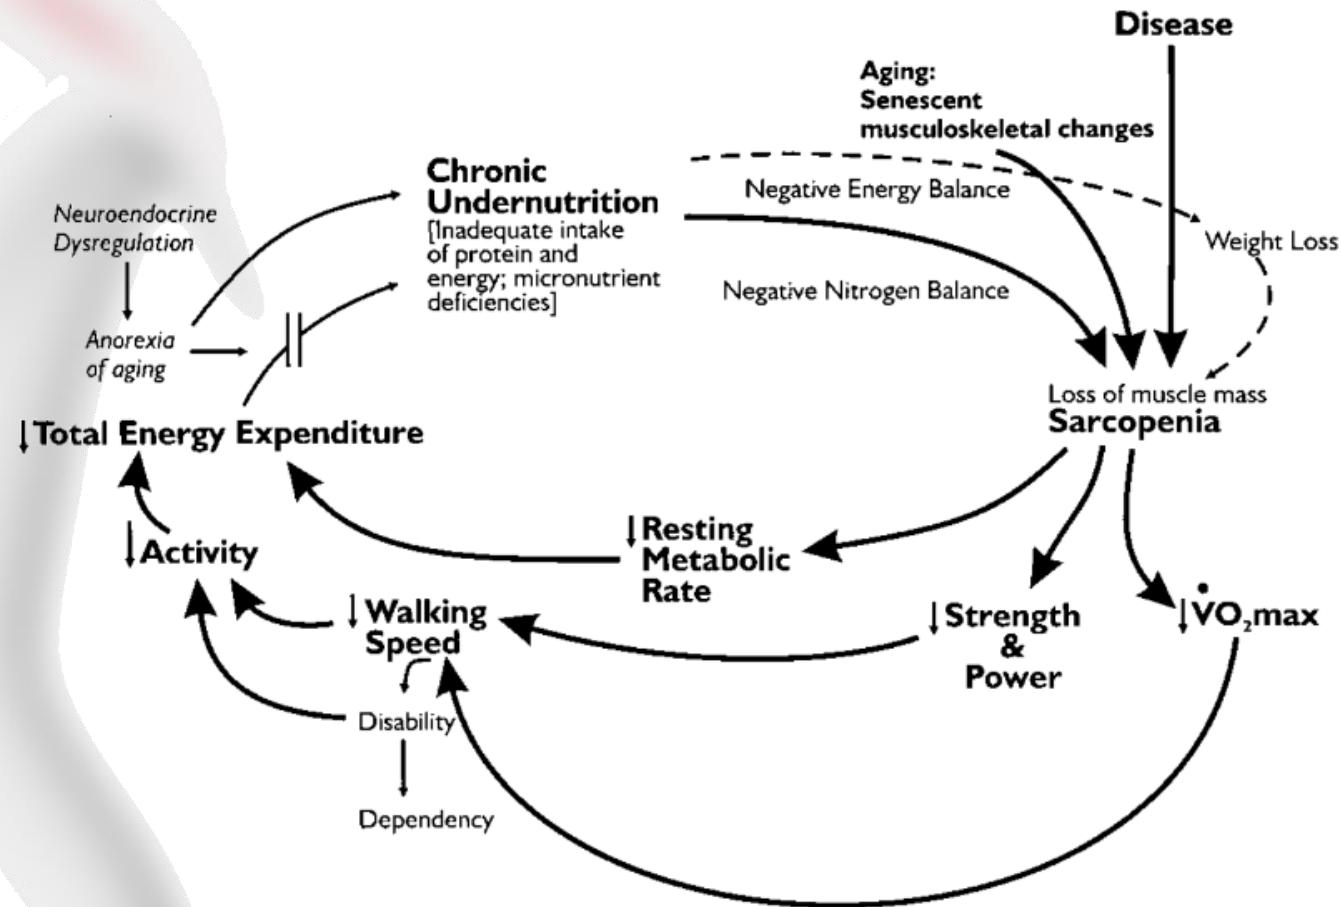 Disease
Aging:
Senescent
musculoskeletal changes
Chronic
Undernutrition
[Inadequate intake
of protein and
energy; micronutrient
deficiencies]
Negative Energy Balance
Weight Loss
Negative Nitrogen Balance
Neuroendocrine
Dysregulation
Anorexia
of aging
Loss of muscle mass
Sarcopenia
↓Total Energy Expenditure
↓Resting
Metabolic
Rate
↓Activity
↓Walking
Speed
↓Strength
&
Power
↓V̇O₂max
Disability
Dependency